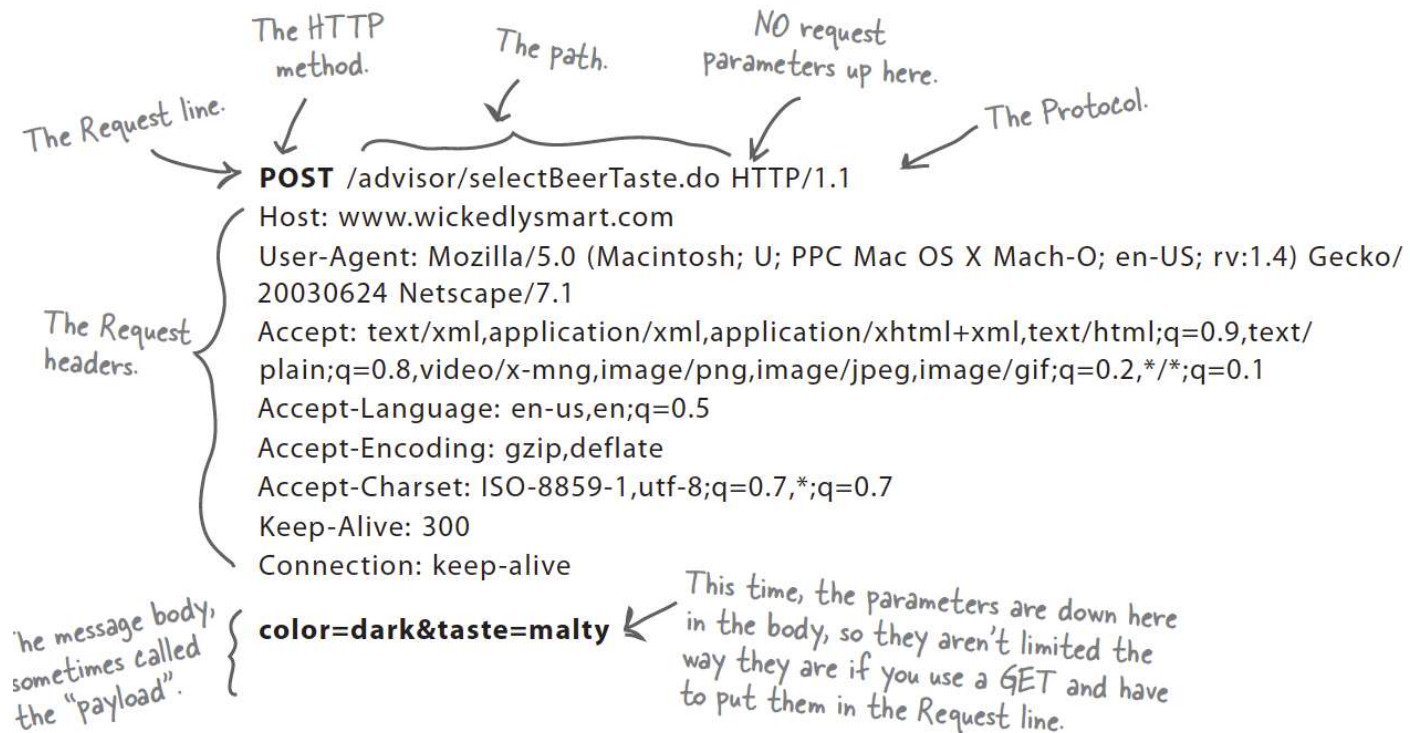 The HTTP
method.
The path.
NO request
parameters up here.
The Request line.
The Protocol.
POST /advisor/selectBeerTaste.do HTTP/1.1
Host: www.wickedlysmart.com
User-Agent: Mozilla/5.0 (Macintosh; U; PPC Mac OS X Mach-O; en-US; rv:1.4) Gecko/
20030624 Netscape/7.1
The Request
headers.
Accept: text/xml,application/xml,application/xhtml+xml,text/html;q=0.9,text/
plain;q=0.8,video/x-mng,image/png,image/jpeg,image/gif;q=0.2,*/*;q=0.1
Accept-Language: en-us,en;q=0.5
Accept-Encoding: gzip,deflate
Accept-Charset: ISO-8859-1,utf-8;q=0.7,*;q=0.7
Keep-Alive: 300
Connection: keep-alive
he message body,
sometimes called
the "payload".
color=dark&taste=malty
This time, the parameters are down here
in the body, so they aren't limited the
way they are if you use a GET and have
to put them in the Request line.